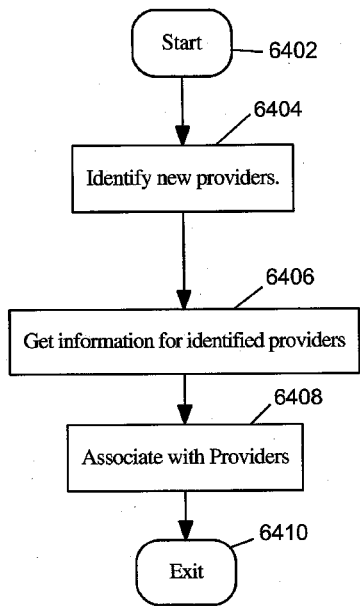 Start
6402
6404
Identify new providers.
6406
Get information for identified providers
6408
Associate with Providers
6410
Exit